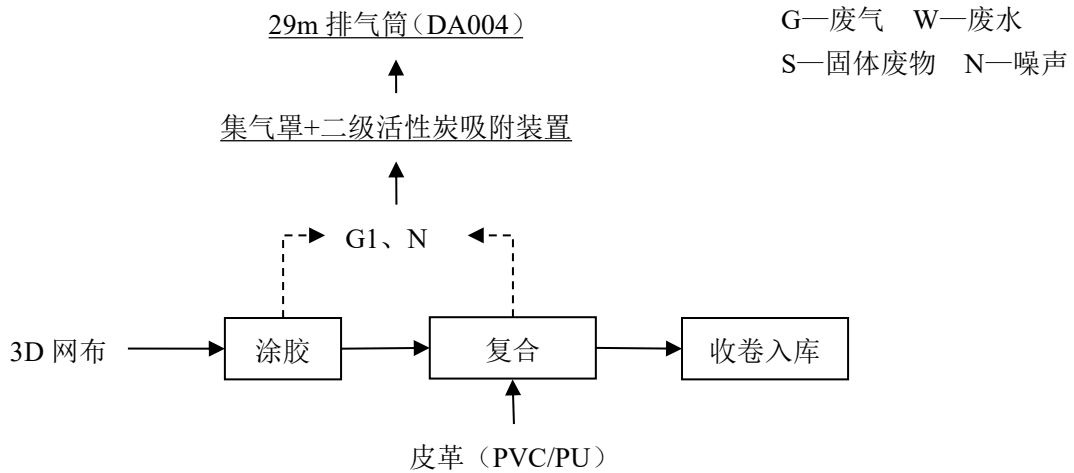 29m 排气筒（DA004）
G—废气 W—废水
S—固体废物 N—噪声
集气罩+二级活性炭吸附装置
G1、N
3D 网布
涂胶
复合
收卷入库
皮革（PVC/PU）